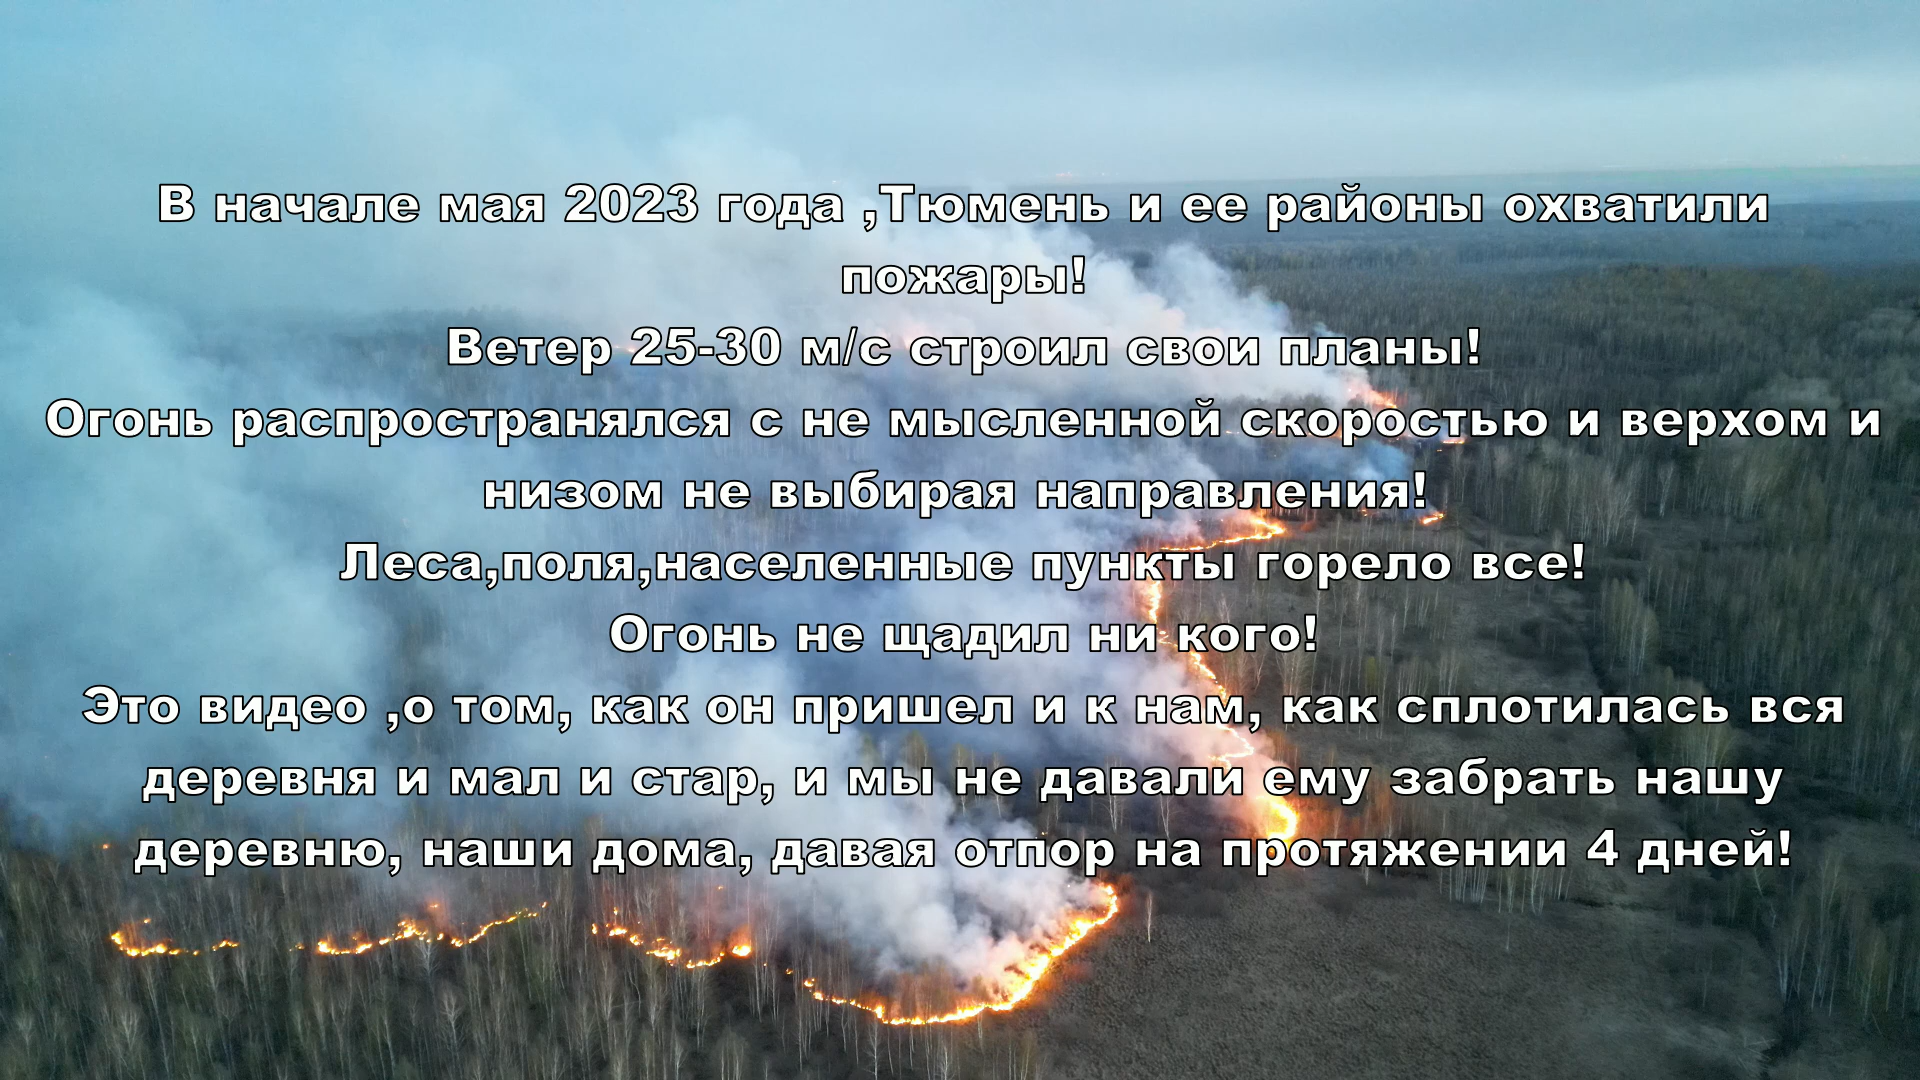 В начале мая 2023 года ,Тюмень и ее районы охватили
пожары!
Ветер 25-30 м/с строил свои планы!
Огонь распространялся с не мысленной скоростью и верхом и
низом не выбирая направления!
Леса,поля,населенные пункты горело все!
Огонь не щадил ни кого!
Это видео ,о том, как он пришел и к нам, как сплотилась вся
деревня и мал и стар, и мы не давали ему забрать нашу
деревню, наши дома, давая отпор на протяжении 4 дней!